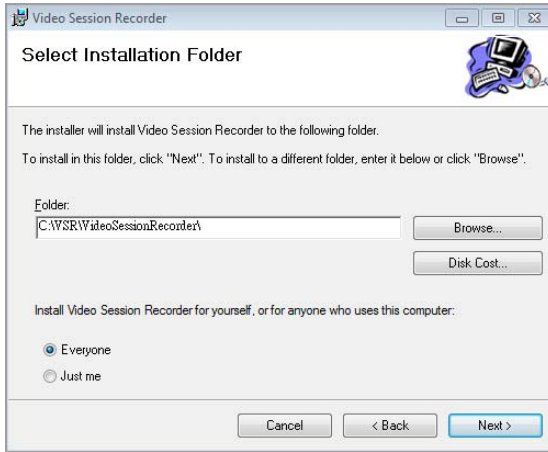 Video Session Recorder
Select Installation Folder
The installer will install Video Session Recorder to the following folder.
To install in this folder, click "Next". To install to a different folder, enter it below or click "Browse".
Folder:
C:\VSR\VideoSessionRecorder\
Browse...
Disk Cost...
Install Video Session Recorder for yourself, or for anyone who uses this computer:
Everyone
Just me
Cancel
< Back
Next >